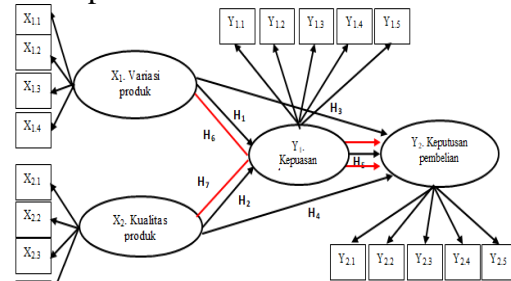 X1.1
X1.2
X1.3
X1.4
Y1.1
Y1.2
Y1.3
Y1.4
Y1.5
X1. Variasi
produk
H1
H3
H6
Y1.
Kepuasan
Y2. Keputusan
pembelian
H5
H7
H2
H4
X2.1
X2.2
X2.3
X2. Kualitas
produk
Y2.1
Y2.2
Y2.3
Y2.4
Y2.5